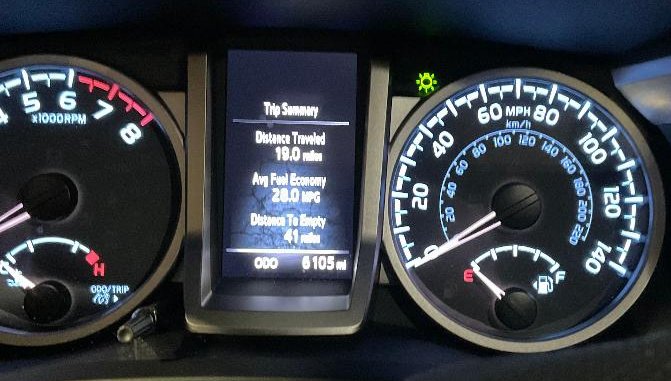 4 5 6 7 8
x1000RPM
H
ODO/TRIP
Trip Summary
Distance Traveled
19.0 miles
Avg Fuel Economy
28.0 MPG
Distance To Empty
41 miles
ODO 6105 mi
0 20 40 60 MPH 80 100 120 140
km/h
20 40 60 80 100 120 140 160 180 200 220
E F